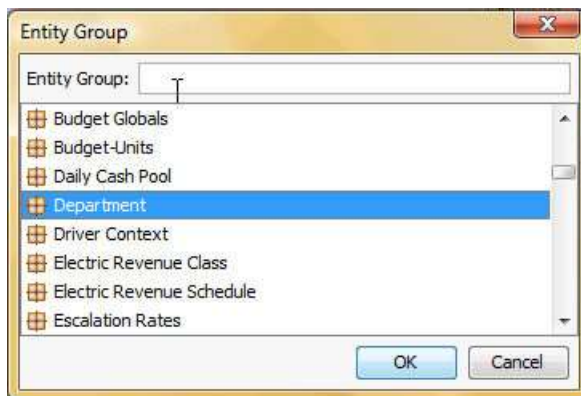 Entity Group
Entity Group:
Budget Globals
Budget-Units
Daily Cash Pool
Department
Driver Context
Electric Revenue Class
Electric Revenue Schedule
Escalation Rates
OK Cancel